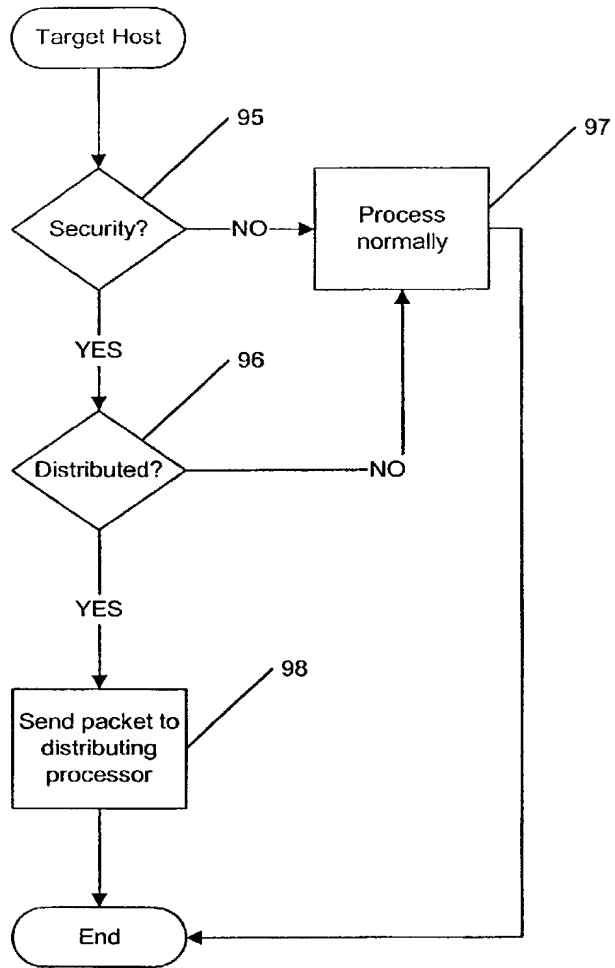 Target Host
95
97
Security?
NO
Process
normally
YES
96
Distributed?
NO
YES
98
Send packet to
distributing
processor
End